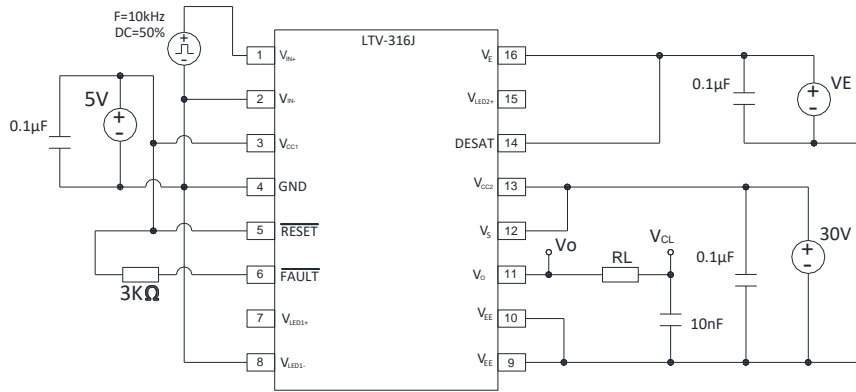 F=10kHz
DC=50%
LTV-316J
1 VIN+
2 VIN-
3 VCC1
4 GND
5 RESET
6 FAULT
7 VLED1+
8 VLED1-
VE 16
VLED2+ 15
DESAT 14
VCC2 13
VS 12
VO 11
VEE 10
VEE 9
0.1µF
5V
3KΩ
0.1µF
VE
Vo
RL
VCL
10nF
0.1µF
30V